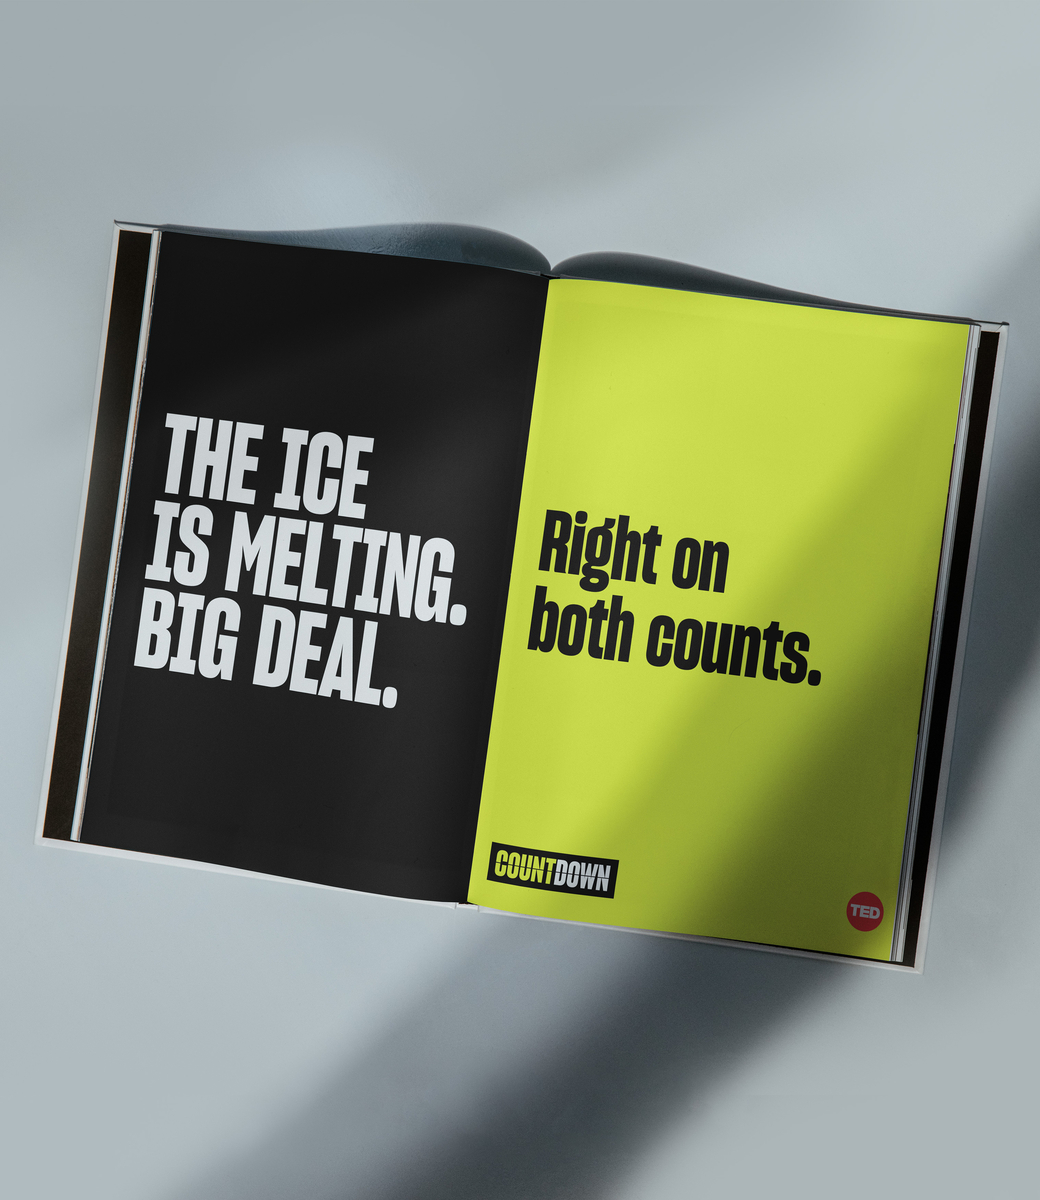 THE ICE
IS MELTING.
BIG DEAL.
Right on
both counts.
COUNTDOWN
TED